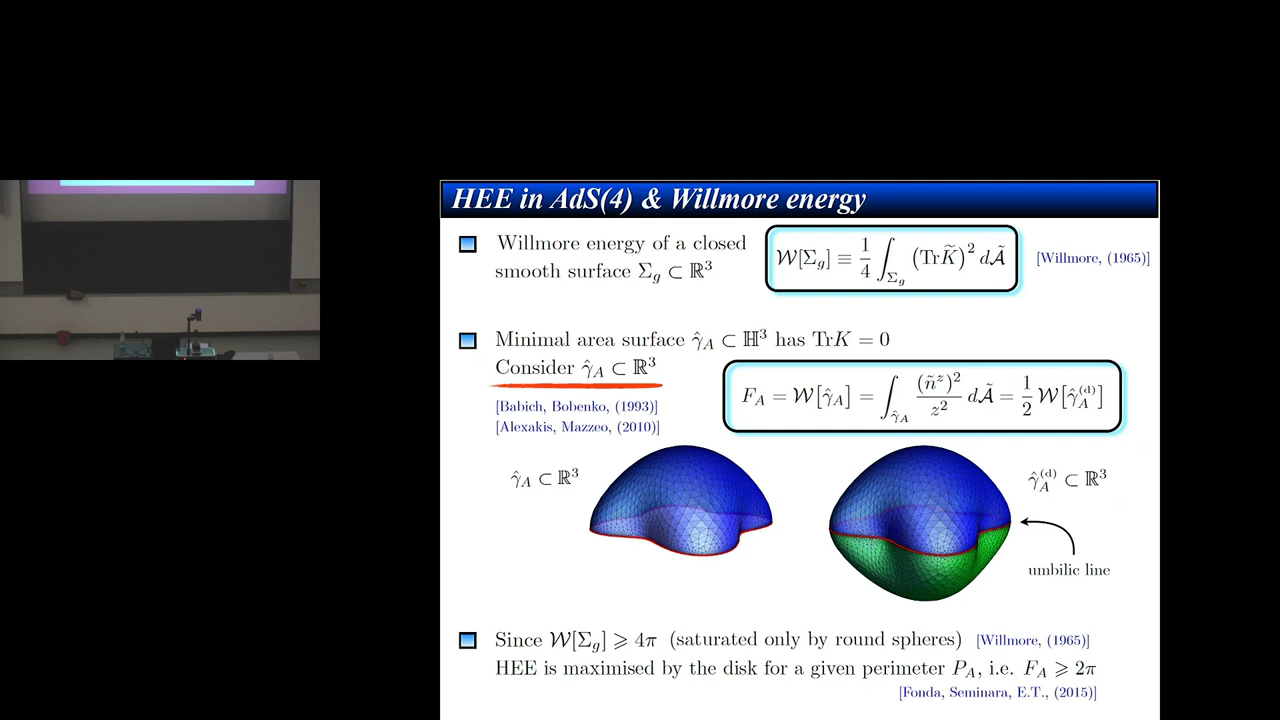 HEE in AdS(4) & Willmore energy
Willmore energy of a closed
smooth surface Σ_g ⊂ ℝ³
𝒲[Σ_g] ≡ 1/4 ∫_{Σ_g} (TrK̃)² d𝒜̃
[Willmore, (1965)]
Minimal area surface γ̂_A ⊂ ℍ³ has TrK = 0
Consider γ̂_A ⊂ ℝ³
F_A = 𝒲[γ̂_A] = ∫_{γ̂_A} (ñ^z)²/z² d𝒜̃ = 1/2 𝒲[γ̂_A^{(d)}]
[Babich, Bobenko, (1993)]
[Alexakis, Mazzeo, (2010)]
γ̂_A ⊂ ℝ³
γ̂_A^{(d)} ⊂ ℝ³
umbilic line
Since 𝒲[Σ_g] ⩾ 4π (saturated only by round spheres) [Willmore, (1965)]
HEE is maximised by the disk for a given perimeter P_A, i.e. F_A ⩾ 2π
[Fonda, Seminara, E.T., (2015)]